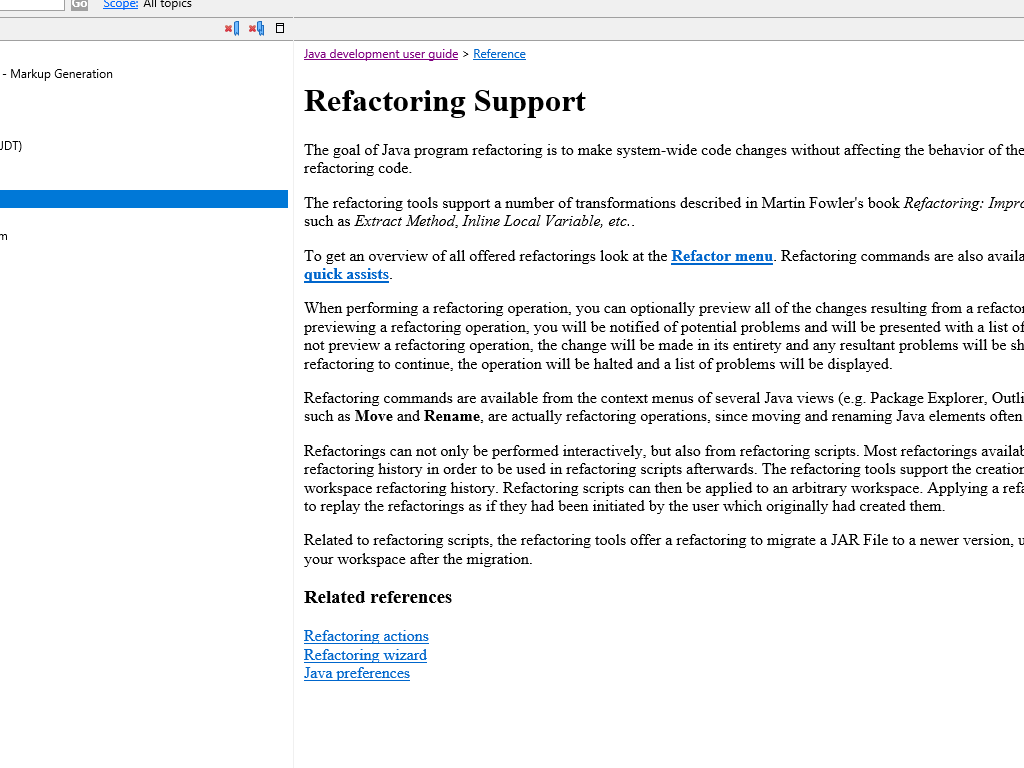 Go Scope: All topics
- Markup Generation
JDT)
m
Java development user guide > Reference
Refactoring Support
The goal of Java program refactoring is to make system-wide code changes without affecting the behavior of the
refactoring code.
The refactoring tools support a number of transformations described in Martin Fowler's book Refactoring: Impro
such as Extract Method, Inline Local Variable, etc..
To get an overview of all offered refactorings look at the Refactor menu. Refactoring commands are also availa
quick assists.
When performing a refactoring operation, you can optionally preview all of the changes resulting from a refactor
previewing a refactoring operation, you will be notified of potential problems and will be presented with a list of
not preview a refactoring operation, the change will be made in its entirety and any resultant problems will be sh
refactoring to continue, the operation will be halted and a list of problems will be displayed.
Refactoring commands are available from the context menus of several Java views (e.g. Package Explorer, Outli
such as Move and Rename, are actually refactoring operations, since moving and renaming Java elements often
Refactorings can not only be performed interactively, but also from refactoring scripts. Most refactorings availab
refactoring history in order to be used in refactoring scripts afterwards. The refactoring tools support the creation
workspace refactoring history. Refactoring scripts can then be applied to an arbitrary workspace. Applying a refa
to replay the refactorings as if they had been initiated by the user which originally had created them.
Related to refactoring scripts, the refactoring tools offer a refactoring to migrate a JAR File to a newer version, u
your workspace after the migration.
Related references
Refactoring actions
Refactoring wizard
Java preferences